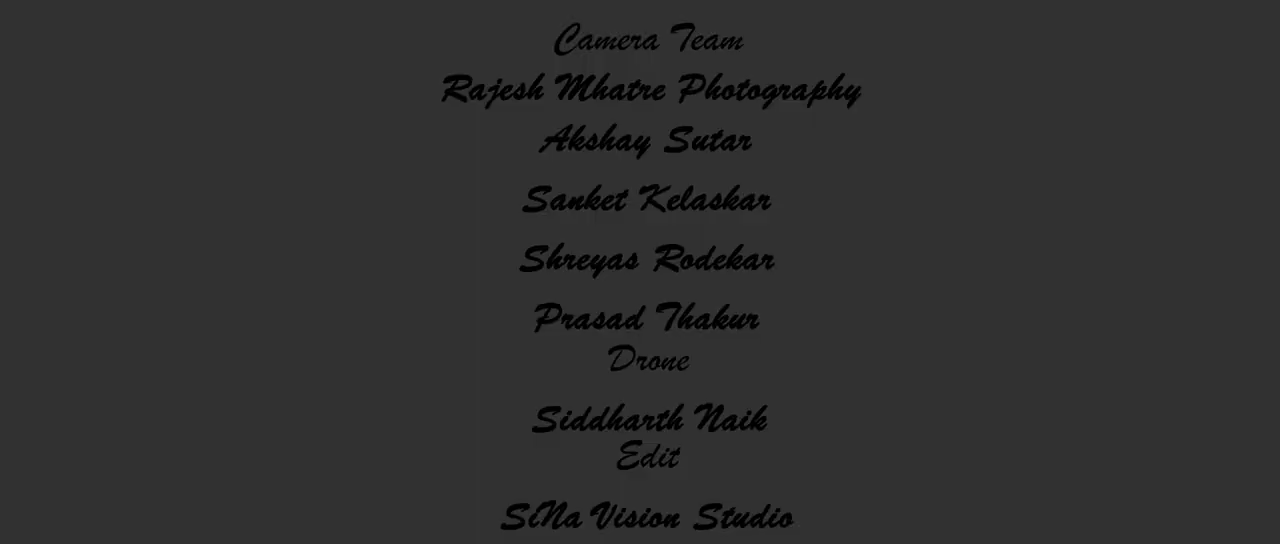 Camera Team
Rajesh Mhatre Photography
Akshay Sutar
Sanket Kelaskar
Shreyas Rodekar
Prasad Thakur
Drone
Siddharth Naik
Edit
SiNa Vision Studio